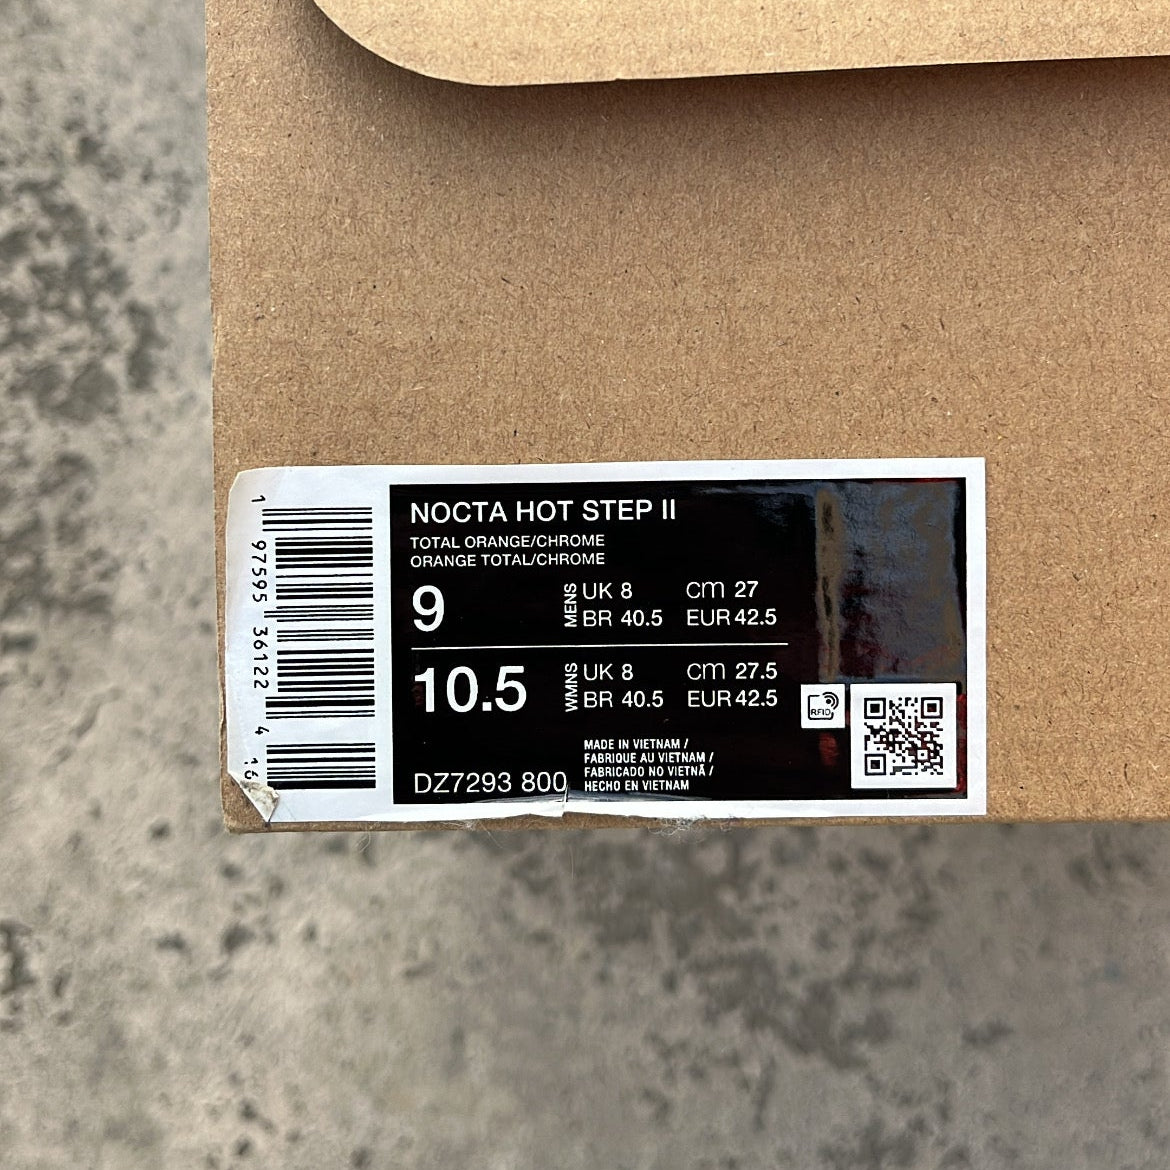 NOCTA HOT STEP II
TOTAL ORANGE/CHROME
ORANGE TOTAL/CHROME
9
MENS
UK 8 cm 27
BR 40.5 EUR 42.5
10.5
WMNS
UK 8 cm 27.5
BR 40.5 EUR 42.5
RFID
MADE IN VIETNAM /
FABRIQUE AU VIETNAM /
FABRICADO NO VIETNÃ /
HECHO EN VIETNAM
DZ7293 800
1 97595 36122 4
16